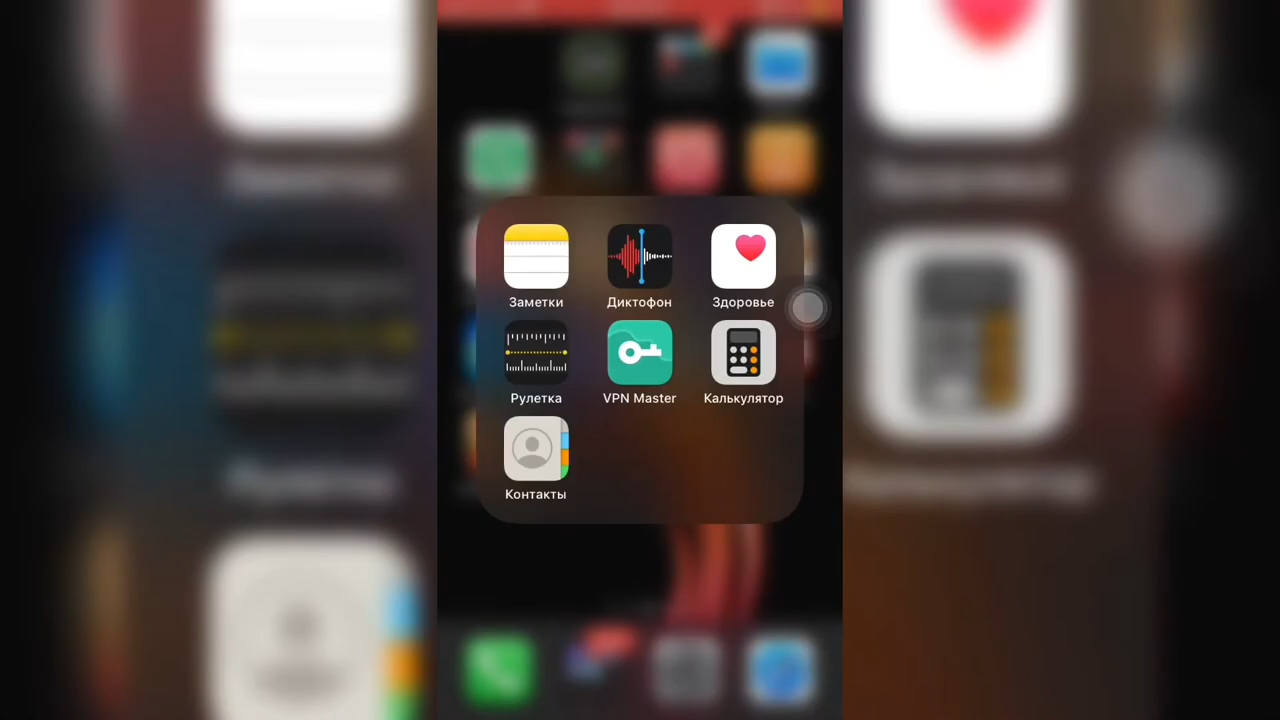 Заметки
Диктофон
Здоровье
Рулетка
VPN Master
Калькулятор
Контакты